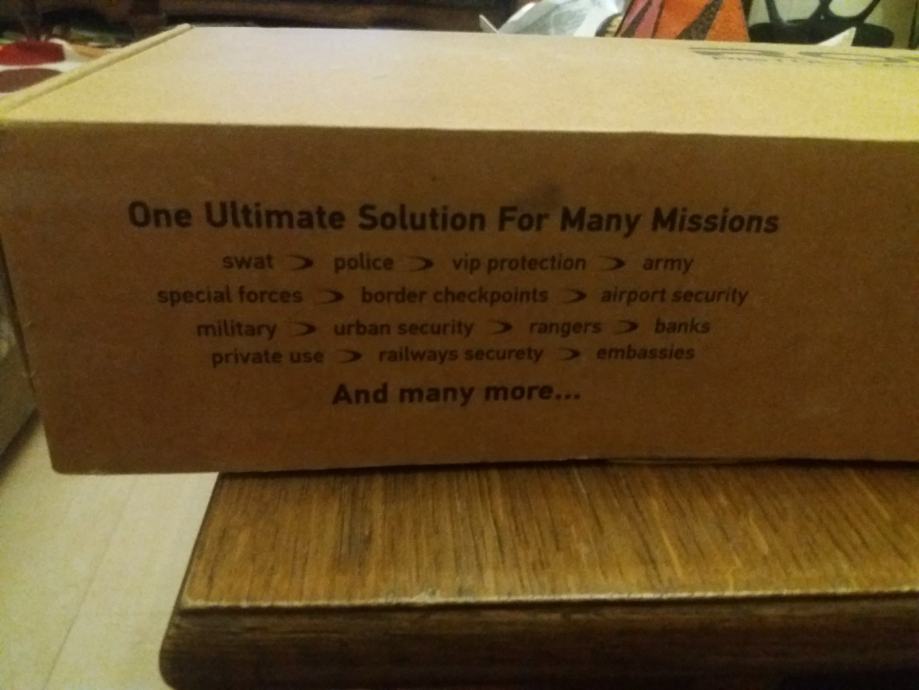 One Ultimate Solution For Many Missions
swat > police > vip protection > army
special forces > border checkpoints > airport security
military > urban security > rangers > banks
private use > railways securety > embassies
And many more...